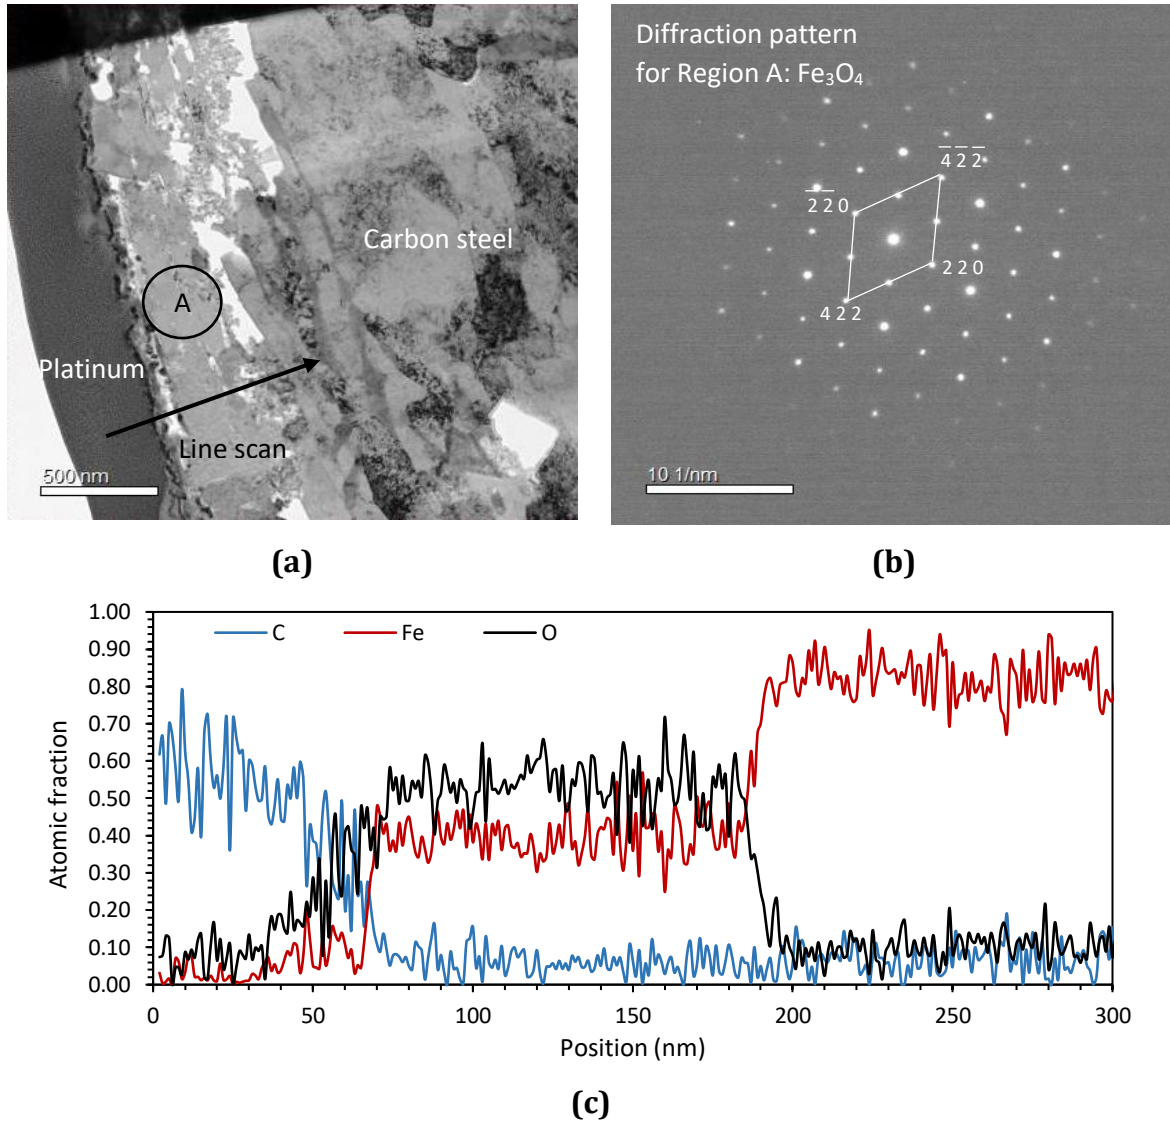 Diffraction pattern
for Region A: Fe₃O₄
4̅ 2̅ 2̅
2̅ 2̅ 0
Carbon steel
A
2 2 0
4 2 2
Platinum
Line scan
500 nm
10 1/nm
(a)
(b)
1.00
C
Fe
O
0.90
0.80
0.70
0.60
0.50
0.40
0.30
0.20
0.10
0.00
Atomic fraction
0
50
100
150
200
250
300
Position (nm)
(c)